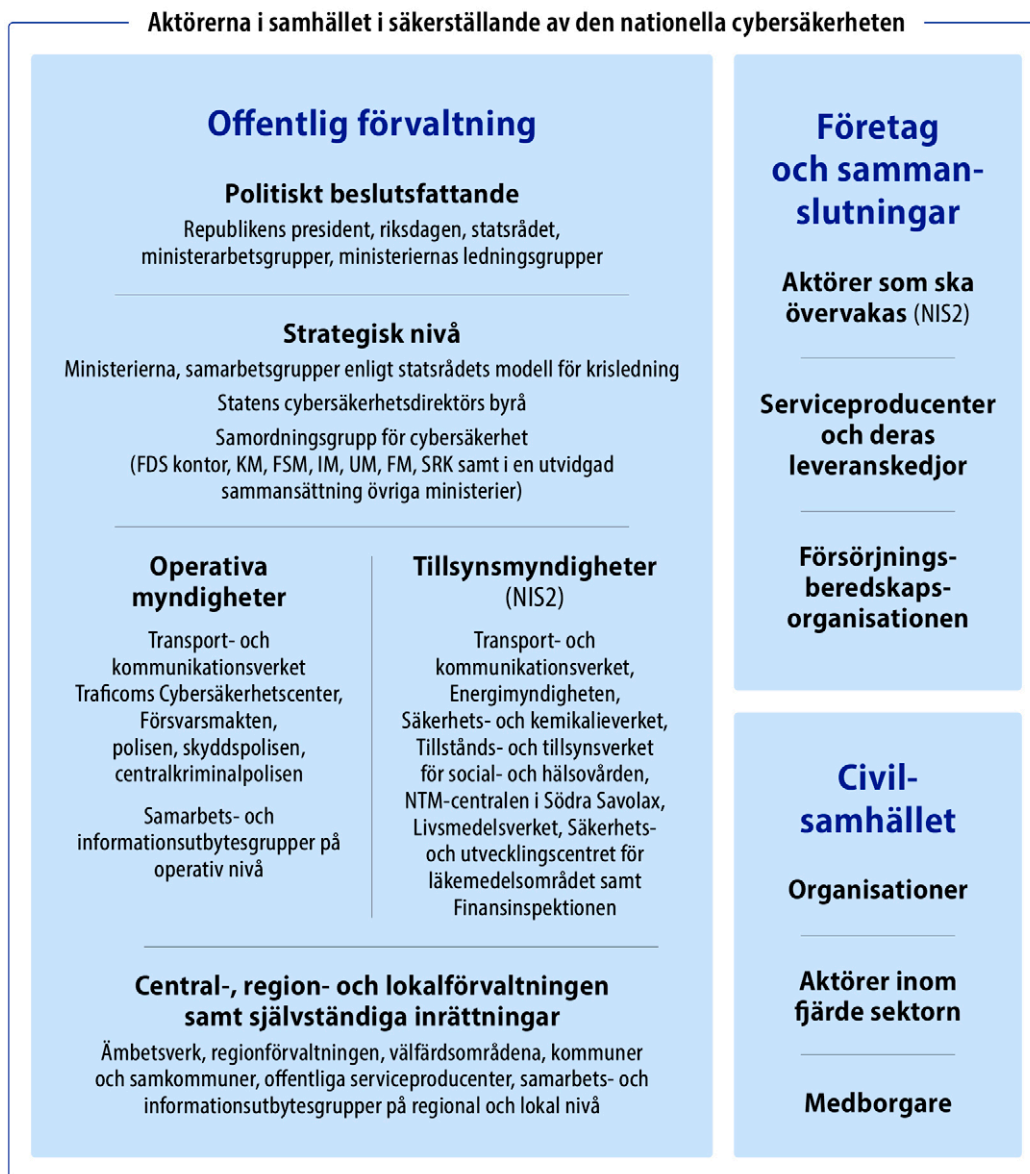 Aktörerna i samhället i säkerställande av den nationella cybersäkerheten
Offentlig förvaltning
Politiskt beslutsfattande
Republikens president, riksdagen, statsrådet,
ministerarbetsgrupper, ministeriernas ledningsgrupper
Strategisk nivå
Ministerierna, samarbetsgrupper enligt statsrådets modell för krisledning
Statens cybersäkerhetsdirektörs byrå
Samordningsgrupp för cybersäkerhet
(FDS kontor, KM, FSM, IM, UM, FM, SRK samt i en utvidgad
sammansättning övriga ministerier)
Operativa
myndigheter
Transport- och
kommunikationsverket
Traficoms Cybersäkerhetscenter,
Försvarsmakten,
polisen, skyddspolisen,
centralkriminalpolisen
Samarbets- och
informationsutbytesgrupper på
operativ nivå
Tillsynsmyndigheter
(NIS2)
Transport- och
kommunikationsverket,
Energimyndigheten,
Säkerhets- och kemikalieverket,
Tillstånds- och tillsynsverket
för social- och hälsovården,
NTM-centralen i Södra Savolax,
Livsmedelsverket, Säkerhets-
och utvecklingscentret för
läkemedelsområdet samt
Finansinspektionen
Central-, region- och lokalförvaltningen
samt självständiga inrättningar
Ämbetsverk, regionförvaltningen, välfärdsområdena, kommuner
och samkommuner, offentliga serviceproducenter, samarbets- och
informationsutbytesgrupper på regional och lokal nivå
Företag
och samman-
slutningar
Aktörer som ska
övervakas (NIS2)
Serviceproducenter
och deras
leveranskedjor
Försörjnings-
beredskaps-
organisationen
Civil-
samhället
Organisationer
Aktörer inom
fjärde sektorn
Medborgare